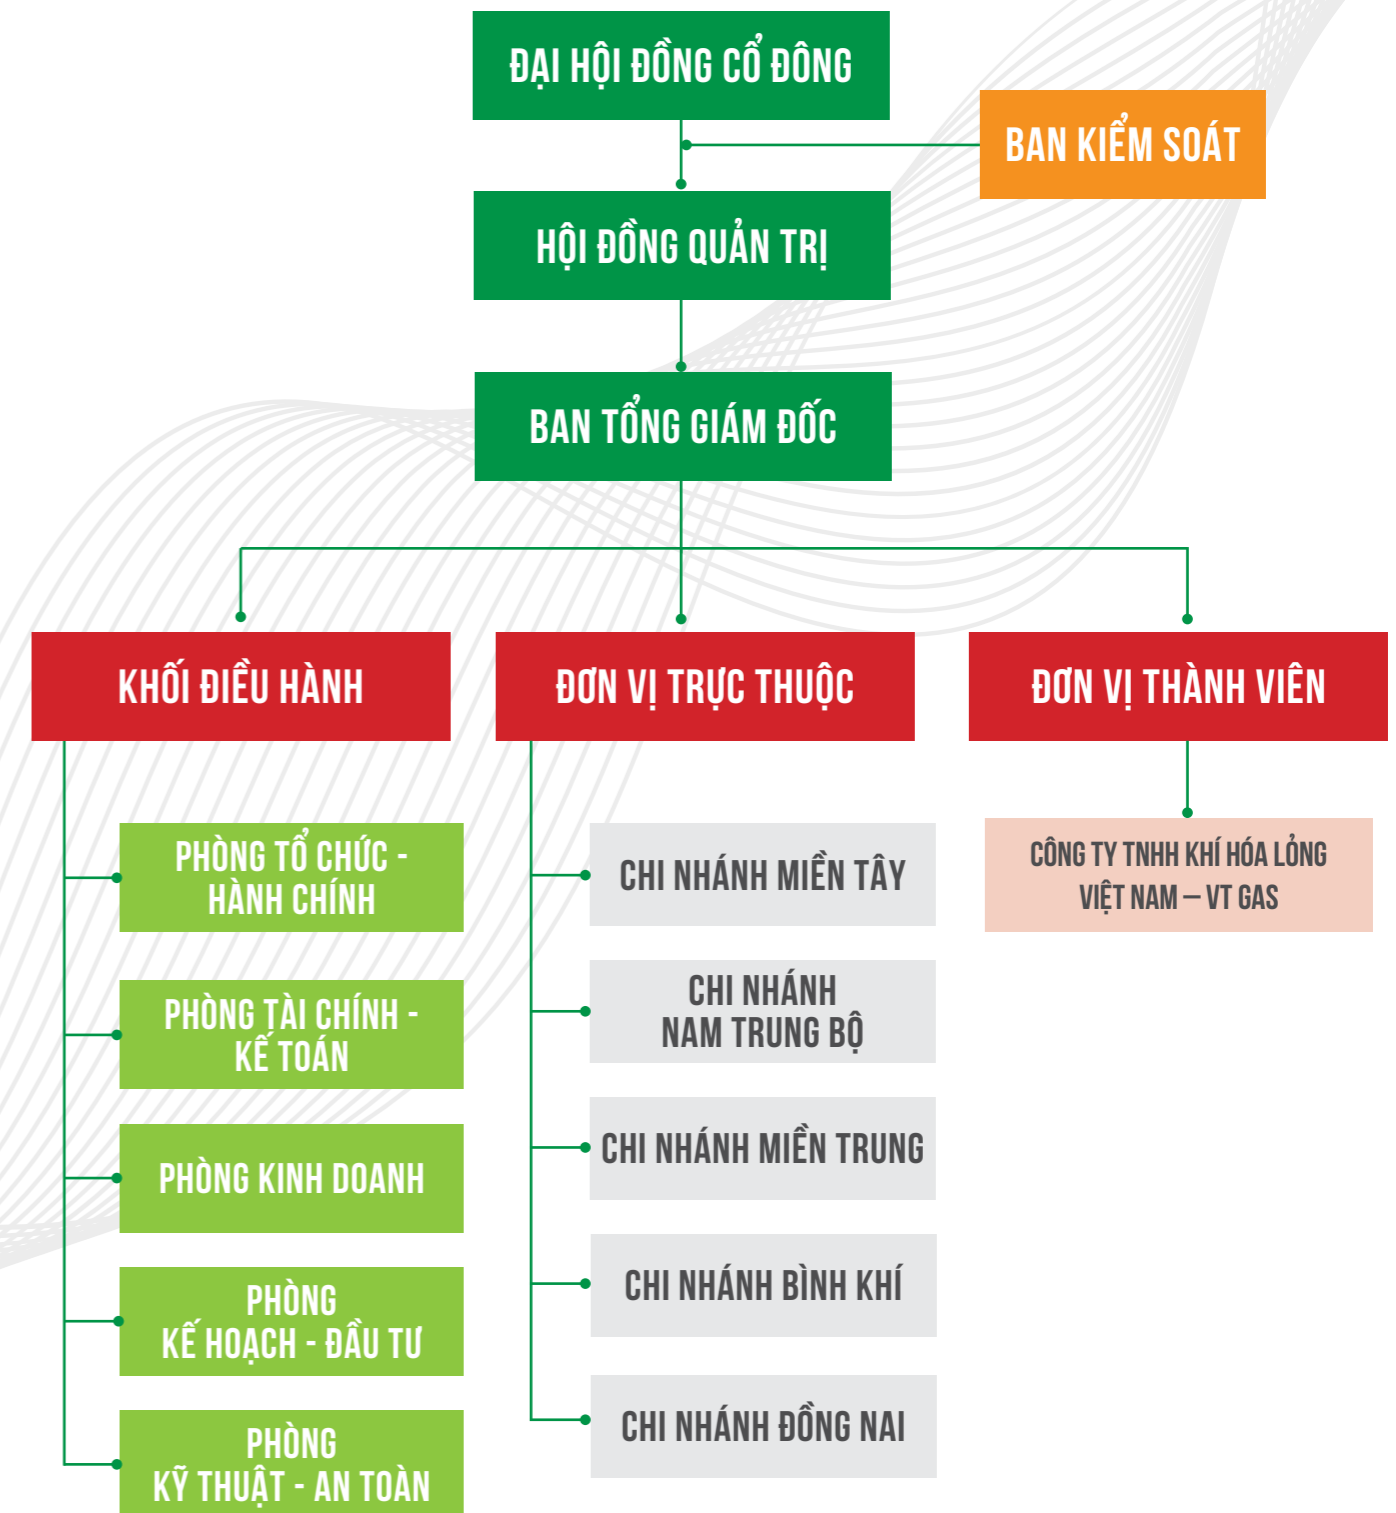 ĐẠI HỘI ĐỒNG CỔ ĐÔNG
BAN KIỂM SOÁT
HỘI ĐỒNG QUẢN TRỊ
BAN TỔNG GIÁM ĐỐC
KHỐI ĐIỀU HÀNH
PHÒNG TỔ CHỨC -
HÀNH CHÍNH
PHÒNG TÀI CHÍNH -
KẾ TOÁN
PHÒNG KINH DOANH
PHÒNG
KẾ HOẠCH - ĐẦU TƯ
PHÒNG
KỸ THUẬT - AN TOÀN
ĐƠN VỊ TRỰC THUỘC
CHI NHÁNH MIỀN TÂY
CHI NHÁNH
NAM TRUNG BỘ
CHI NHÁNH MIỀN TRUNG
CHI NHÁNH BÌNH KHÍ
CHI NHÁNH ĐỒNG NAI
ĐƠN VỊ THÀNH VIÊN
CÔNG TY TNHH KHÍ HÓA LỎNG
VIỆT NAM – VT GAS